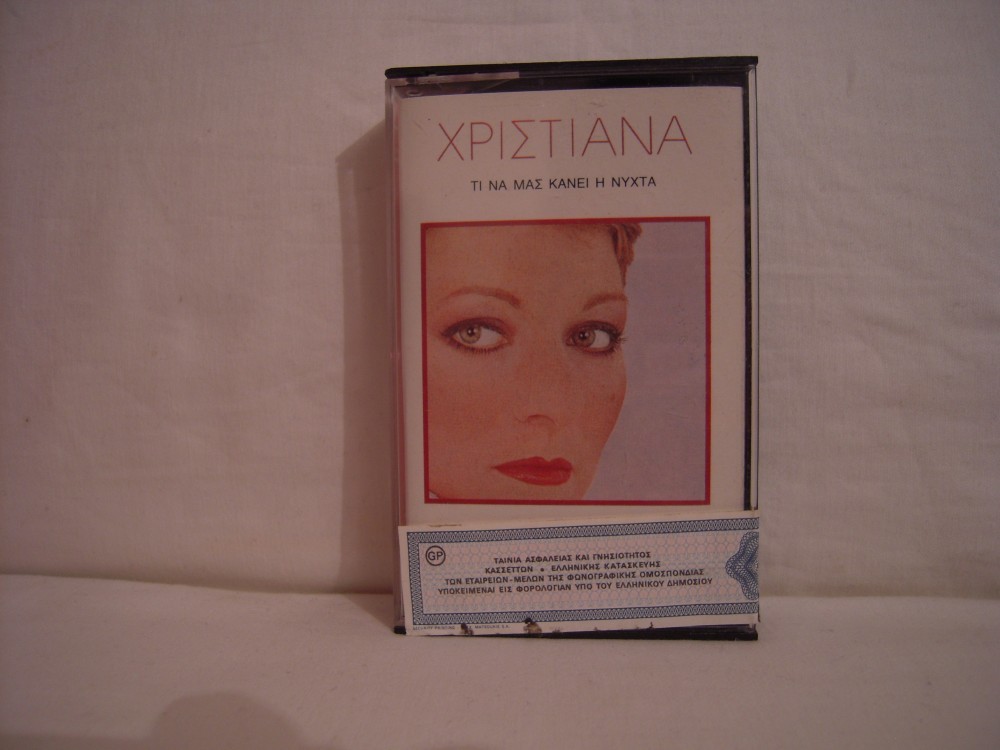 ΧΡΙΣΤΙΑΝΑ
ΤΙ ΝΑ ΜΑΣ ΚΑΝΕΙ Η ΝΥΧΤΑ
GP
ΤΑΙΝΙΑ ΑΣΦΑΛΕΙΑΣ ΚΑΙ ΓΝΗΣΙΟΤΗΤΟΣ
ΚΑΣΣΕΤΤΩΝ • ΕΛΛΗΝΙΚΗΣ ΚΑΤΑΣΚΕΥΗΣ
ΤΩΝ ΕΤΑΙΡΕΙΩΝ-ΜΕΛΩΝ ΤΗΣ ΦΩΝΟΓΡΑΦΙΚΗΣ ΟΜΟΣΠΟΝΔΙΑΣ
ΥΠΟΚΕΙΜΕΝΑΙ ΕΙΣ ΦΟΡΟΛΟΓΙΑΝ ΥΠΟ ΤΟΥ ΕΛΛΗΝΙΚΟΥ ΔΗΜΟΣΙΟΥ